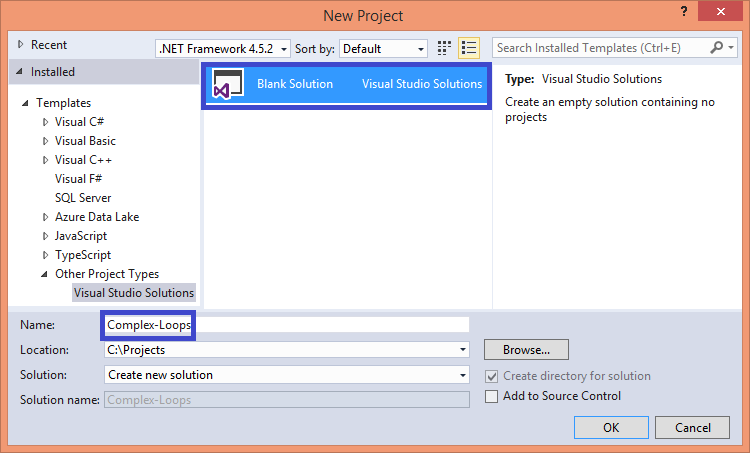 New Project
?
Recent
.NET Framework 4.5.2
Sort by:
Default
Search Installed Templates (Ctrl+E)
Installed
Templates
Visual C#
Visual Basic
Visual C++
Visual F#
SQL Server
Azure Data Lake
JavaScript
TypeScript
Other Project Types
Visual Studio Solutions
Blank Solution
Visual Studio Solutions
Type: Visual Studio Solutions
Create an empty solution containing no
projects
Name:
Complex-Loops
Location:
C:\Projects
Browse...
Solution:
Create new solution
Create directory for solution
Solution name:
Complex-Loops
Add to Source Control
OK
Cancel